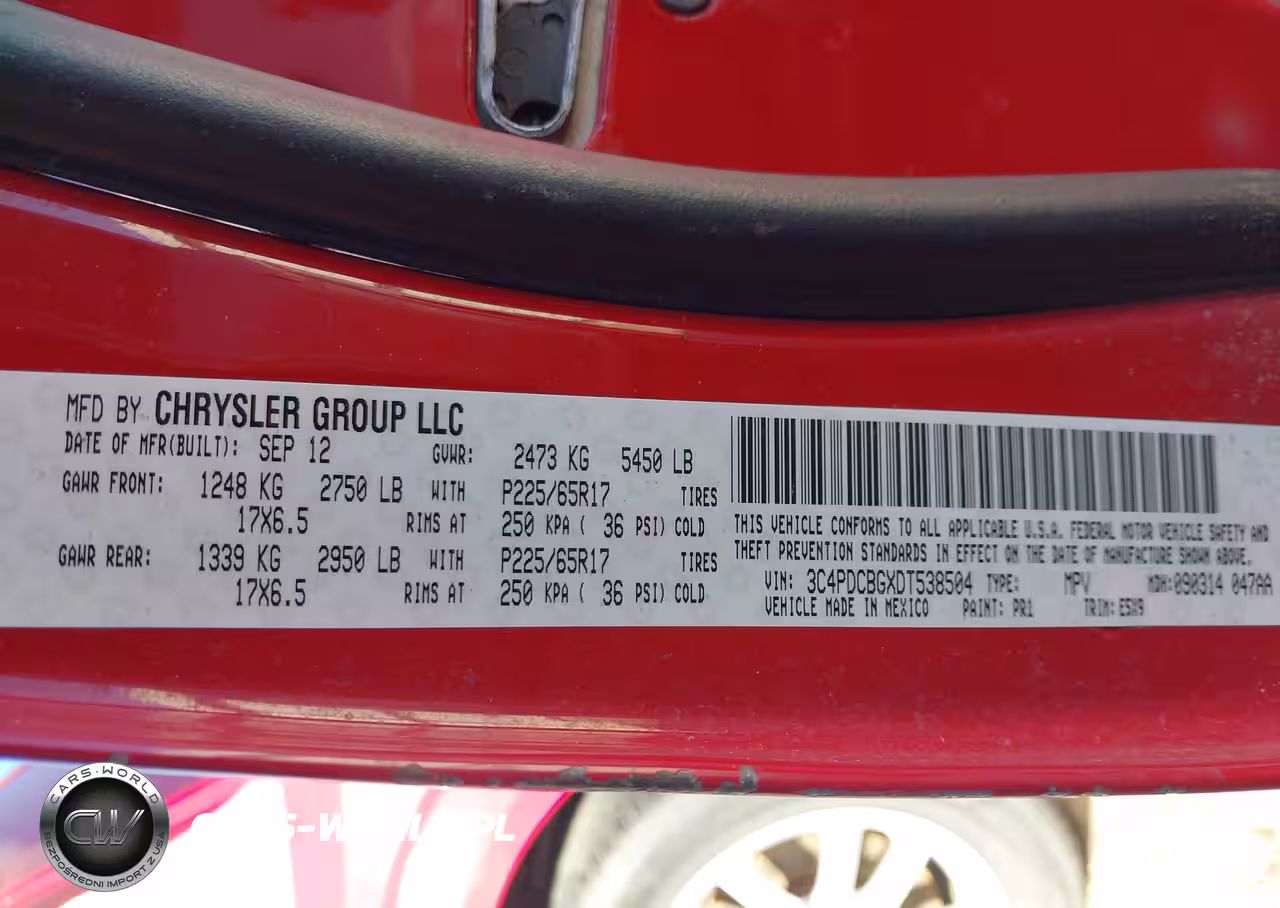 MFD BY CHRYSLER GROUP LLC
DATE OF MFR(BUILT): SEP 12 GVWR: 2473 KG 5450 LB
GAWR FRONT: 1248 KG 2750 LB WITH P225/65R17 TIRES
17X6.5 RIMS AT 250 KPA ( 36 PSI) COLD
GAWR REAR: 1339 KG 2950 LB WITH P225/65R17 TIRES
17X6.5 RIMS AT 250 KPA ( 36 PSI) COLD
THIS VEHICLE CONFORMS TO ALL APPLICABLE U.S.A. FEDERAL MOTOR VEHICLE SAFETY AND
THEFT PREVENTION STANDARDS IN EFFECT ON THE DATE OF MANUFACTURE SHOWN ABOVE.
VIN: 3C4PDCBGXDT538504 TYPE: MPV MDH:090314 047AA
VEHICLE MADE IN MEXICO PAINT: PR1 TRIM: E5X9
CARS-WORLD
CW
BEZPOŚREDNI IMPORT Z USA